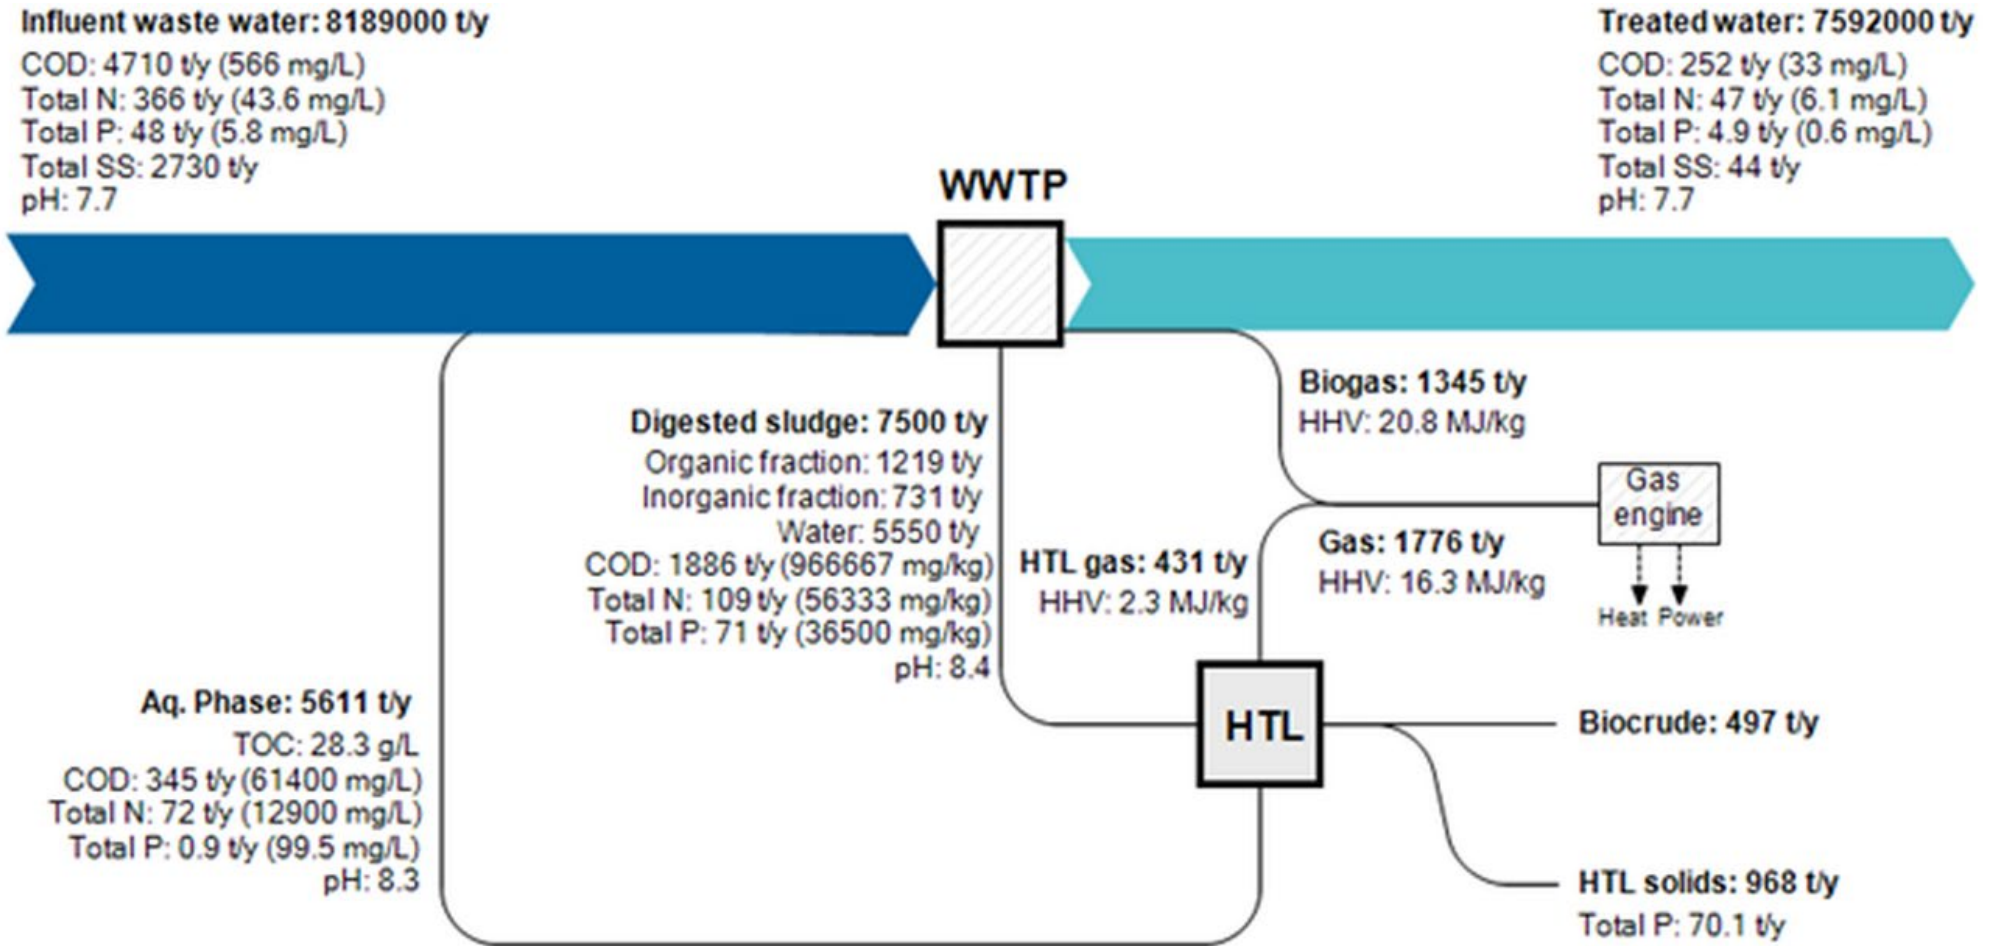 Influent waste water: 8189000 t/y
COD: 4710 t/y (566 mg/L)
Total N: 366 t/y (43.6 mg/L)
Total P: 48 t/y (5.8 mg/L)
Total SS: 2730 t/y
pH: 7.7
Treated water: 7592000 t/y
COD: 252 t/y (33 mg/L)
Total N: 47 t/y (6.1 mg/L)
Total P: 4.9 t/y (0.6 mg/L)
Total SS: 44 t/y
pH: 7.7
WWTP
Biogas: 1345 t/y
HHV: 20.8 MJ/kg
Digested sludge: 7500 t/y
Organic fraction: 1219 t/y
Inorganic fraction: 731 t/y
Water: 5550 t/y
COD: 1886 t/y (966667 mg/kg)
Total N: 109 t/y (56333 mg/kg)
Total P: 71 t/y (36500 mg/kg)
pH: 8.4
HTL gas: 431 t/y
HHV: 2.3 MJ/kg
Gas: 1776 t/y
HHV: 16.3 MJ/kg
Gas
engine
Heat Power
Aq. Phase: 5611 t/y
TOC: 28.3 g/L
COD: 345 t/y (61400 mg/L)
Total N: 72 t/y (12900 mg/L)
Total P: 0.9 t/y (99.5 mg/L)
pH: 8.3
HTL
Biocrude: 497 t/y
HTL solids: 968 t/y
Total P: 70.1 t/y